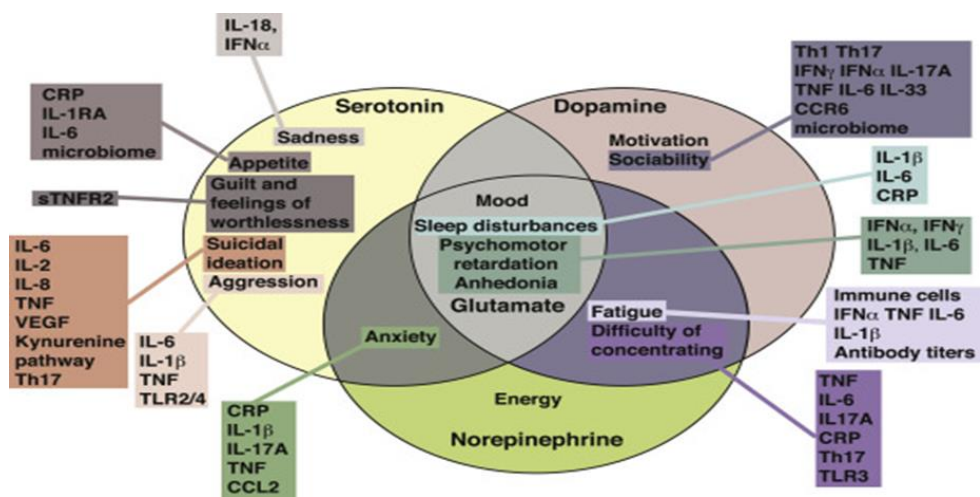 IL-18,
IFNα
Th1 Th17
IFNγ IFNα IL-17A
TNF IL-6 IL-33
CCR6
microbiome
CRP
IL-1RA
IL-6
microbiome
Serotonin
Dopamine
Sadness
Motivation
Sociability
Appetite
IL-1β
IL-6
CRP
sTNFR2
Guilt and
feelings of
worthlessness
Mood
Sleep disturbances
Psychomotor
retardation
Anhedonia
Glutamate
IFNα, IFNγ
IL-1β, IL-6
TNF
IL-6
IL-2
IL-8
TNF
VEGF
Kynurenine
pathway
Th17
Suicidal
ideation
Aggression
Fatigue
Difficulty of
concentrating
Immune cells
IFNα TNF IL-6
IL-1β
Antibody titers
Anxiety
IL-6
IL-1β
TNF
TLR2/4
Energy
Norepinephrine
CRP
IL-1β
IL-17A
TNF
CCL2
TNF
IL-6
IL17A
CRP
Th17
TLR3